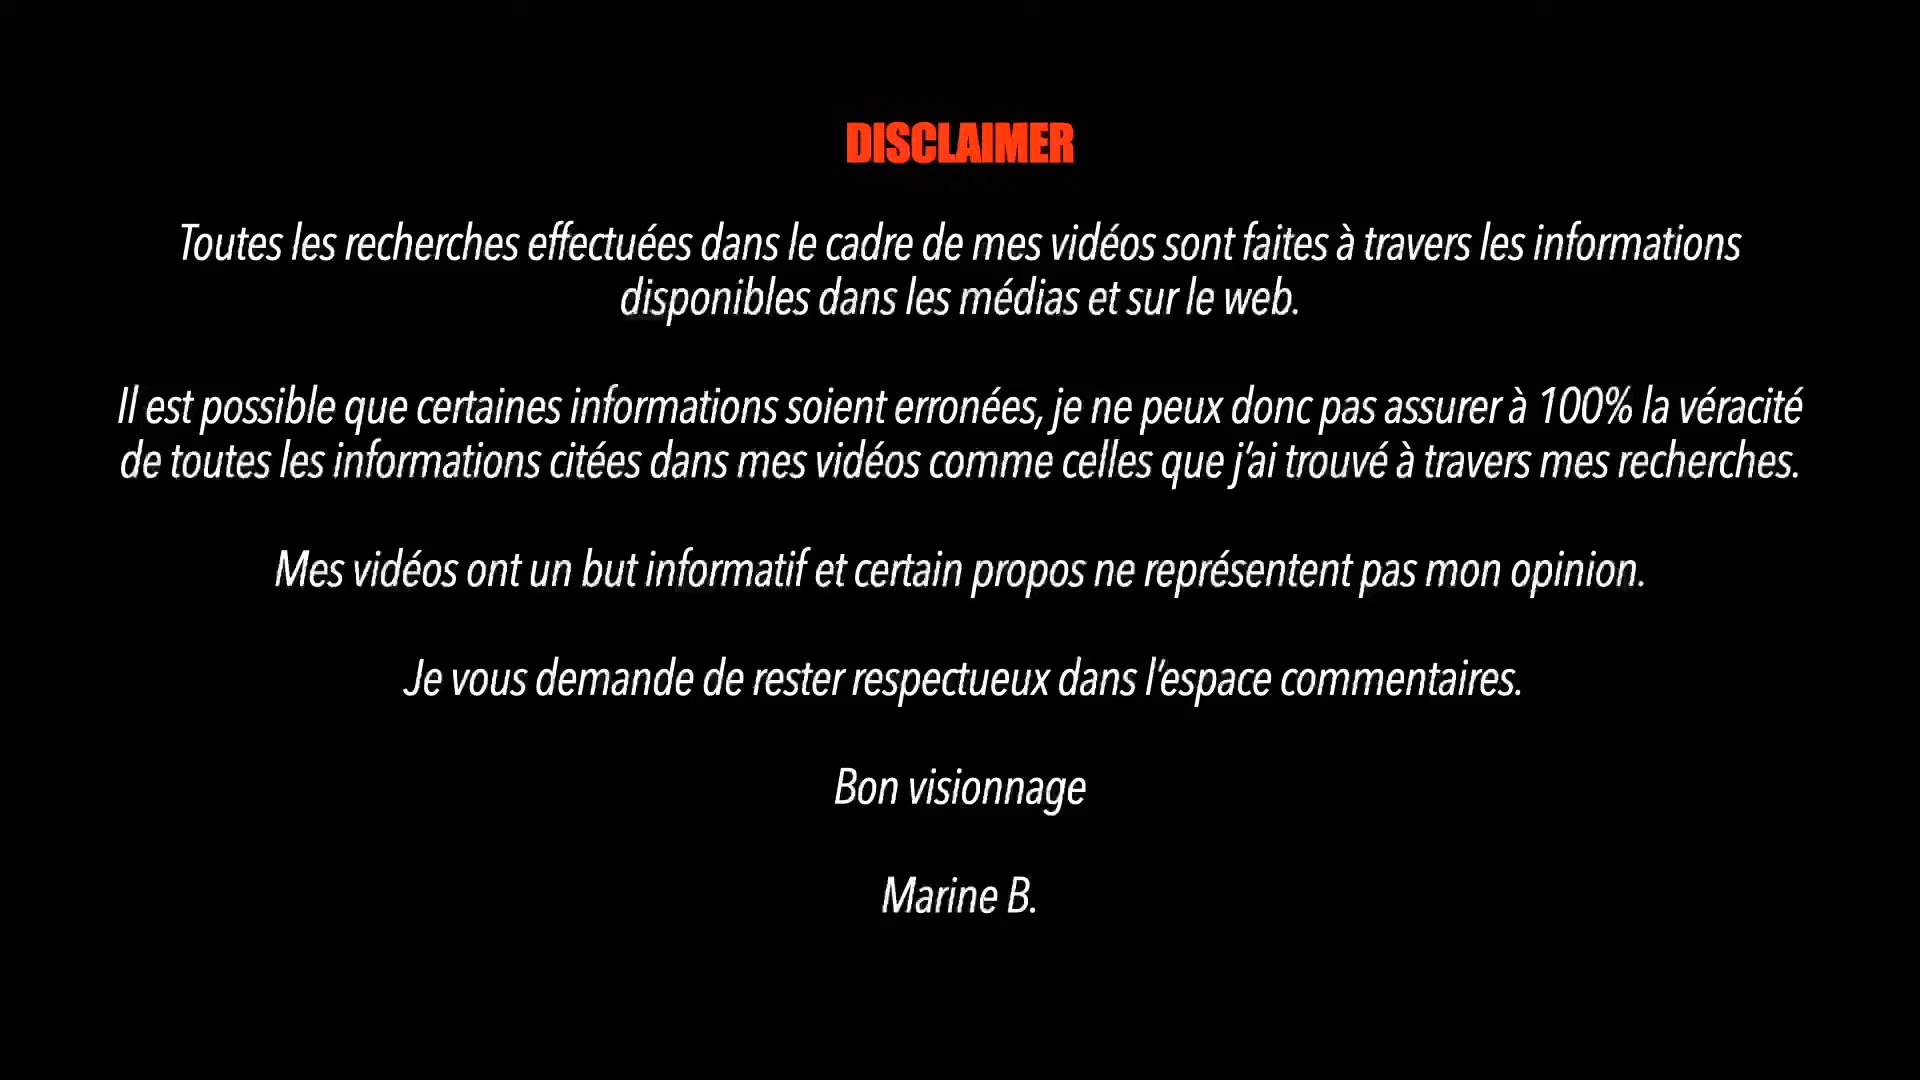 DISCLAIMER
Toutes les recherches effectuées dans le cadre de mes vidéos sont faites à travers les informations
disponibles dans les médias et sur le web.
Il est possible que certaines informations soient erronées, je ne peux donc pas assurer à 100% la véracité
de toutes les informations citées dans mes vidéos comme celles que j'ai trouvé à travers mes recherches.
Mes vidéos ont un but informatif et certain propos ne représentent pas mon opinion.
Je vous demande de rester respectueux dans l'espace commentaires.
Bon visionnage
Marine B.